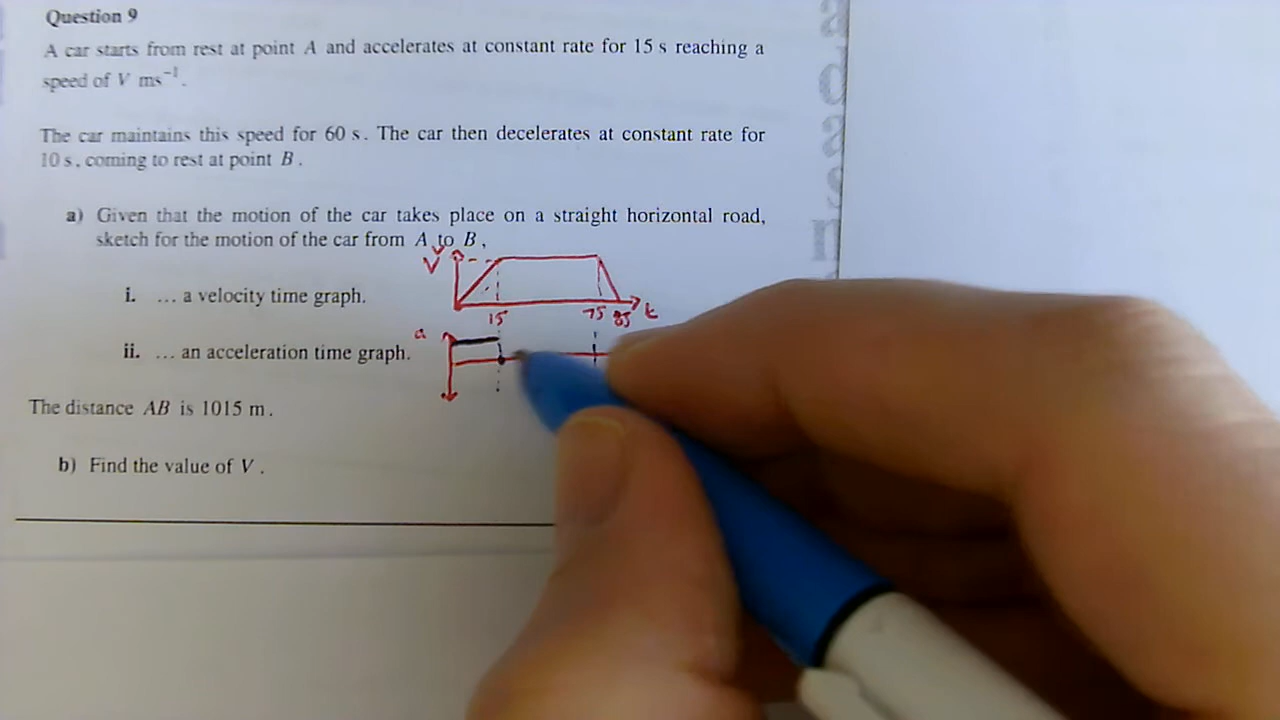 Question 9
A car starts from rest at point A and accelerates at constant rate for 15 s reaching a
speed of V ms⁻¹.
The car maintains this speed for 60 s. The car then decelerates at constant rate for
10 s, coming to rest at point B.
a) Given that the motion of the car takes place on a straight horizontal road,
sketch for the motion of the car from A to B,
V
i. ... a velocity time graph.
15 75 85 t
a
ii. ... an acceleration time graph.
The distance AB is 1015 m.
b) Find the value of V.